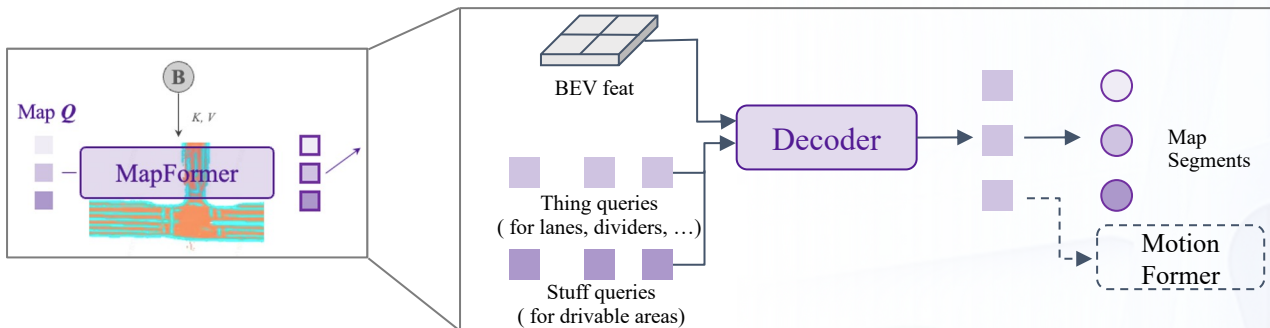 B
Map Q
K, V
MapFormer
BEV feat
Decoder
Thing queries
( for lanes, dividers, …)
Stuff queries
( for drivable areas)
Map
Segments
Motion
Former